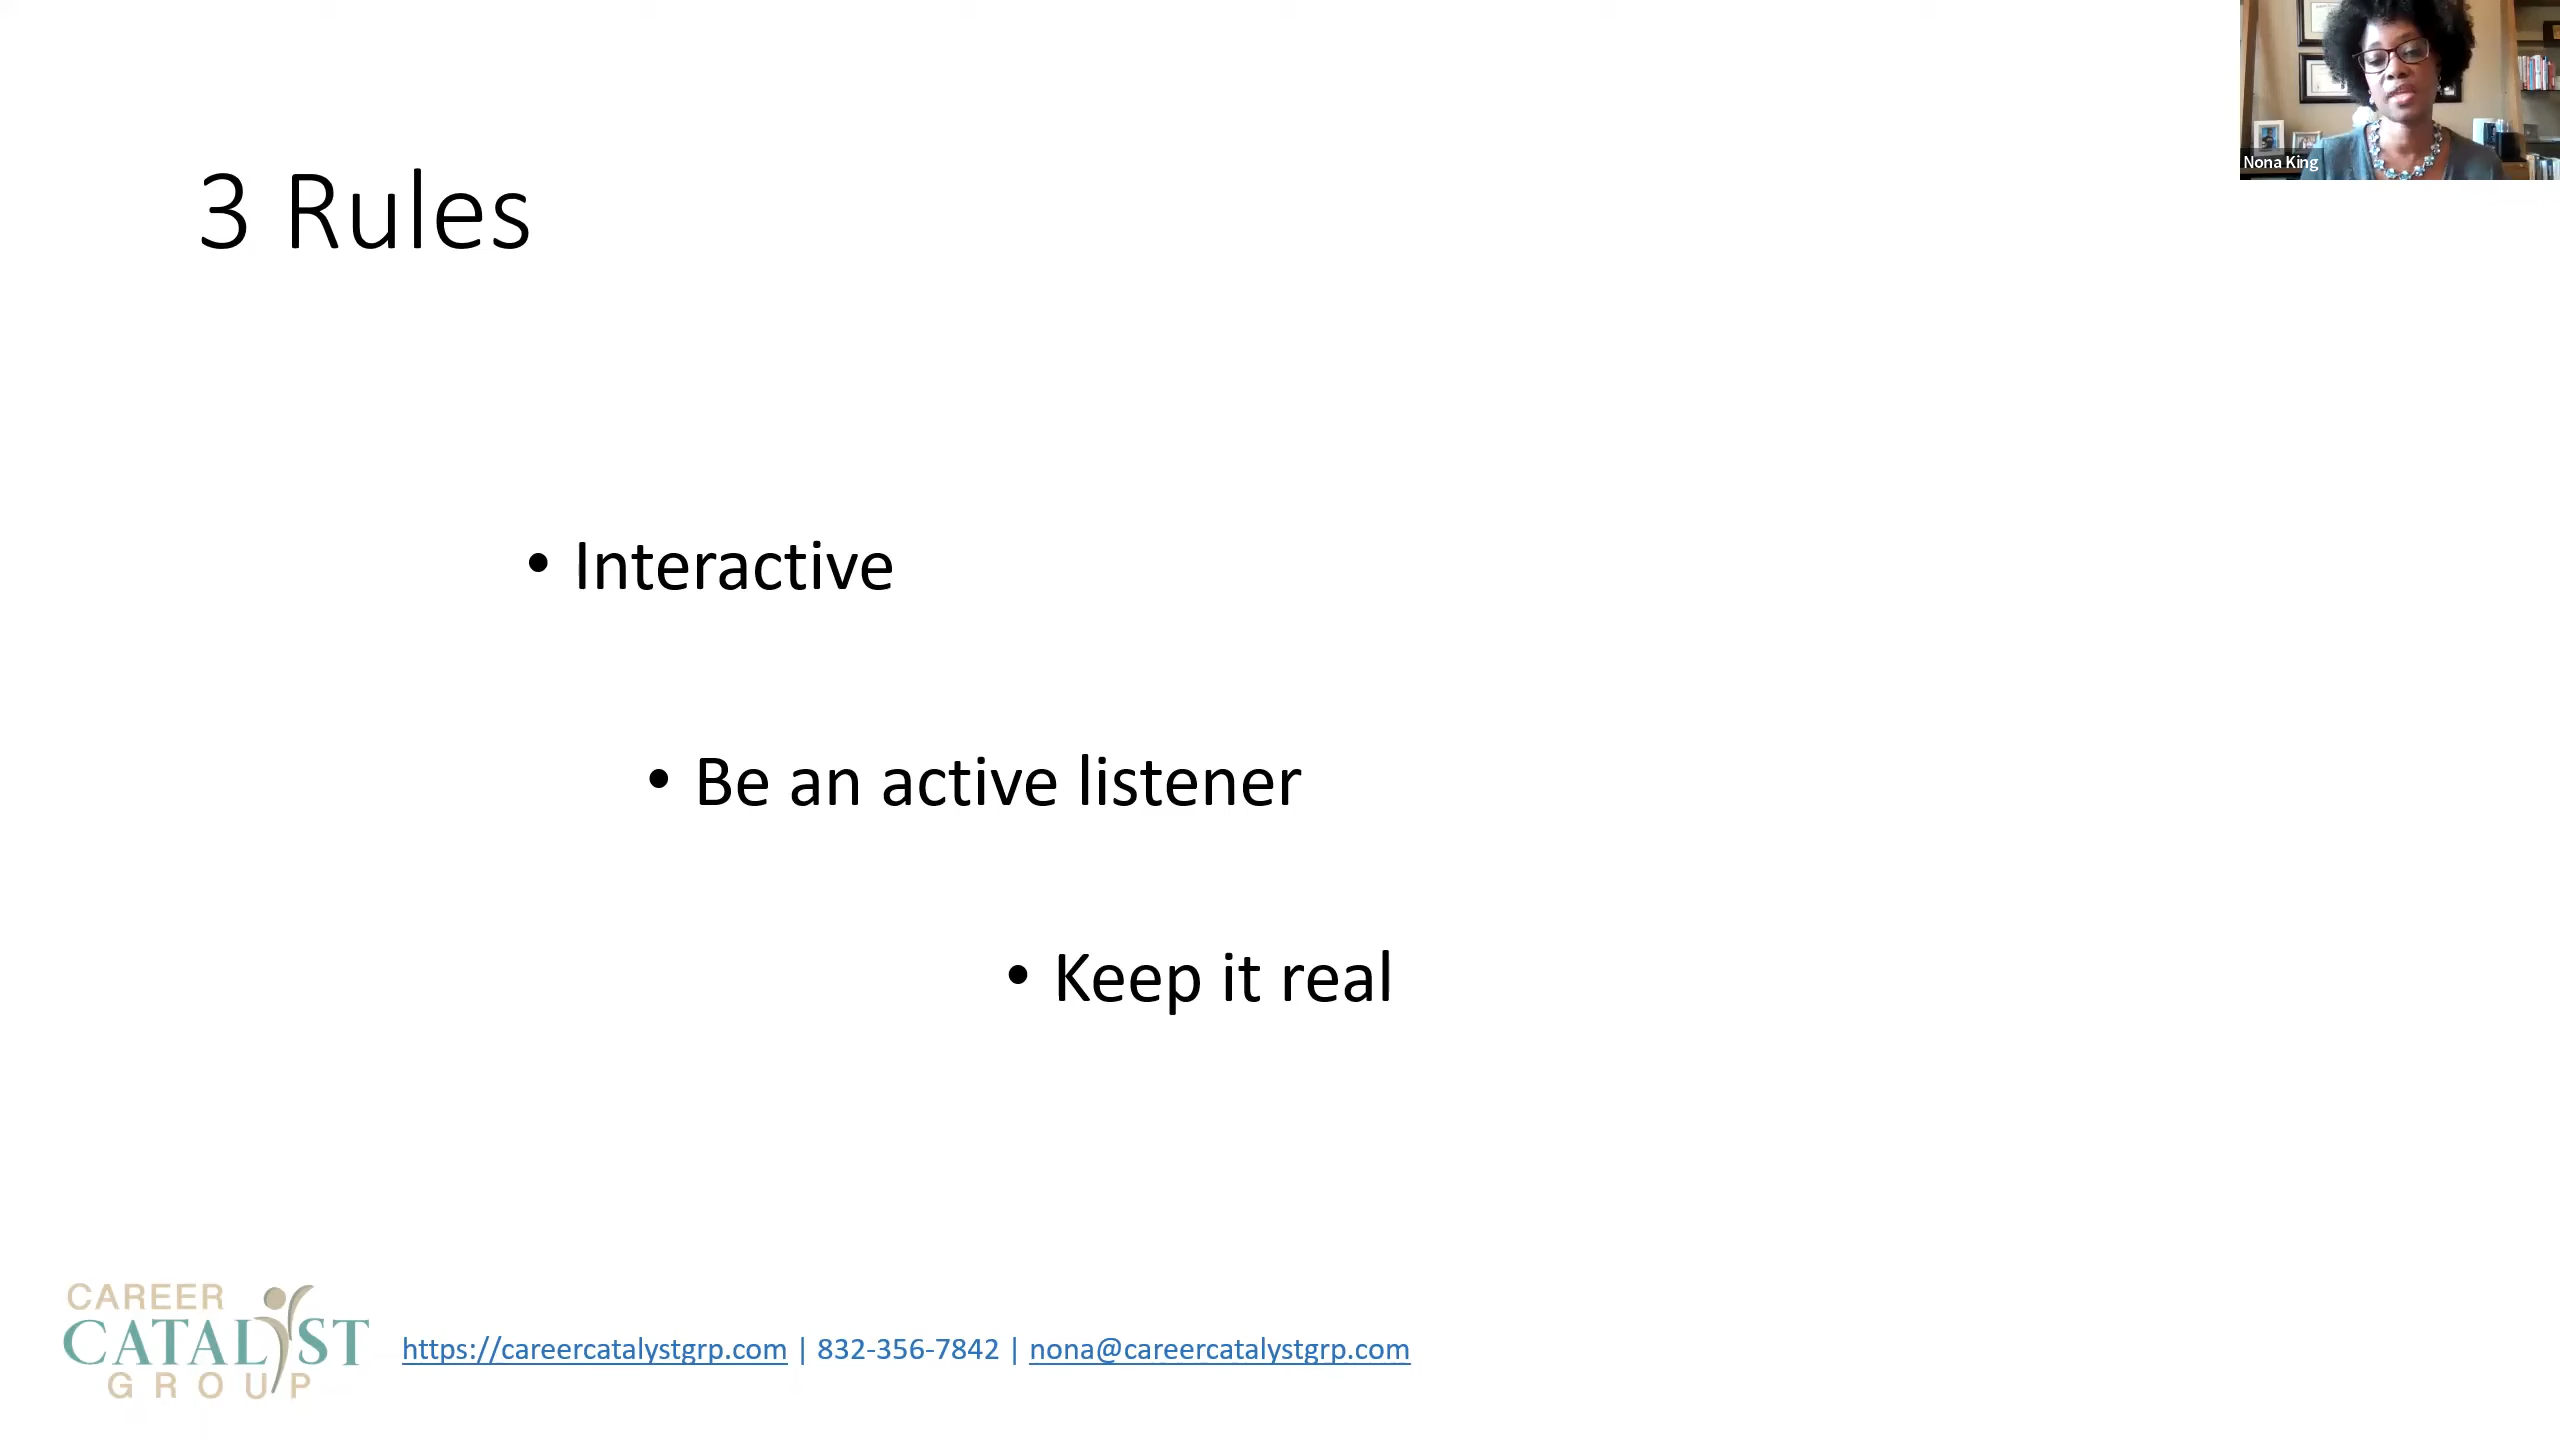 Nona King
3 Rules
• Interactive
• Be an active listener
• Keep it real
CAREER
CATALYST
GROUP
https://careercatalystgrp.com | 832-356-7842 | nona@careercatalystgrp.com